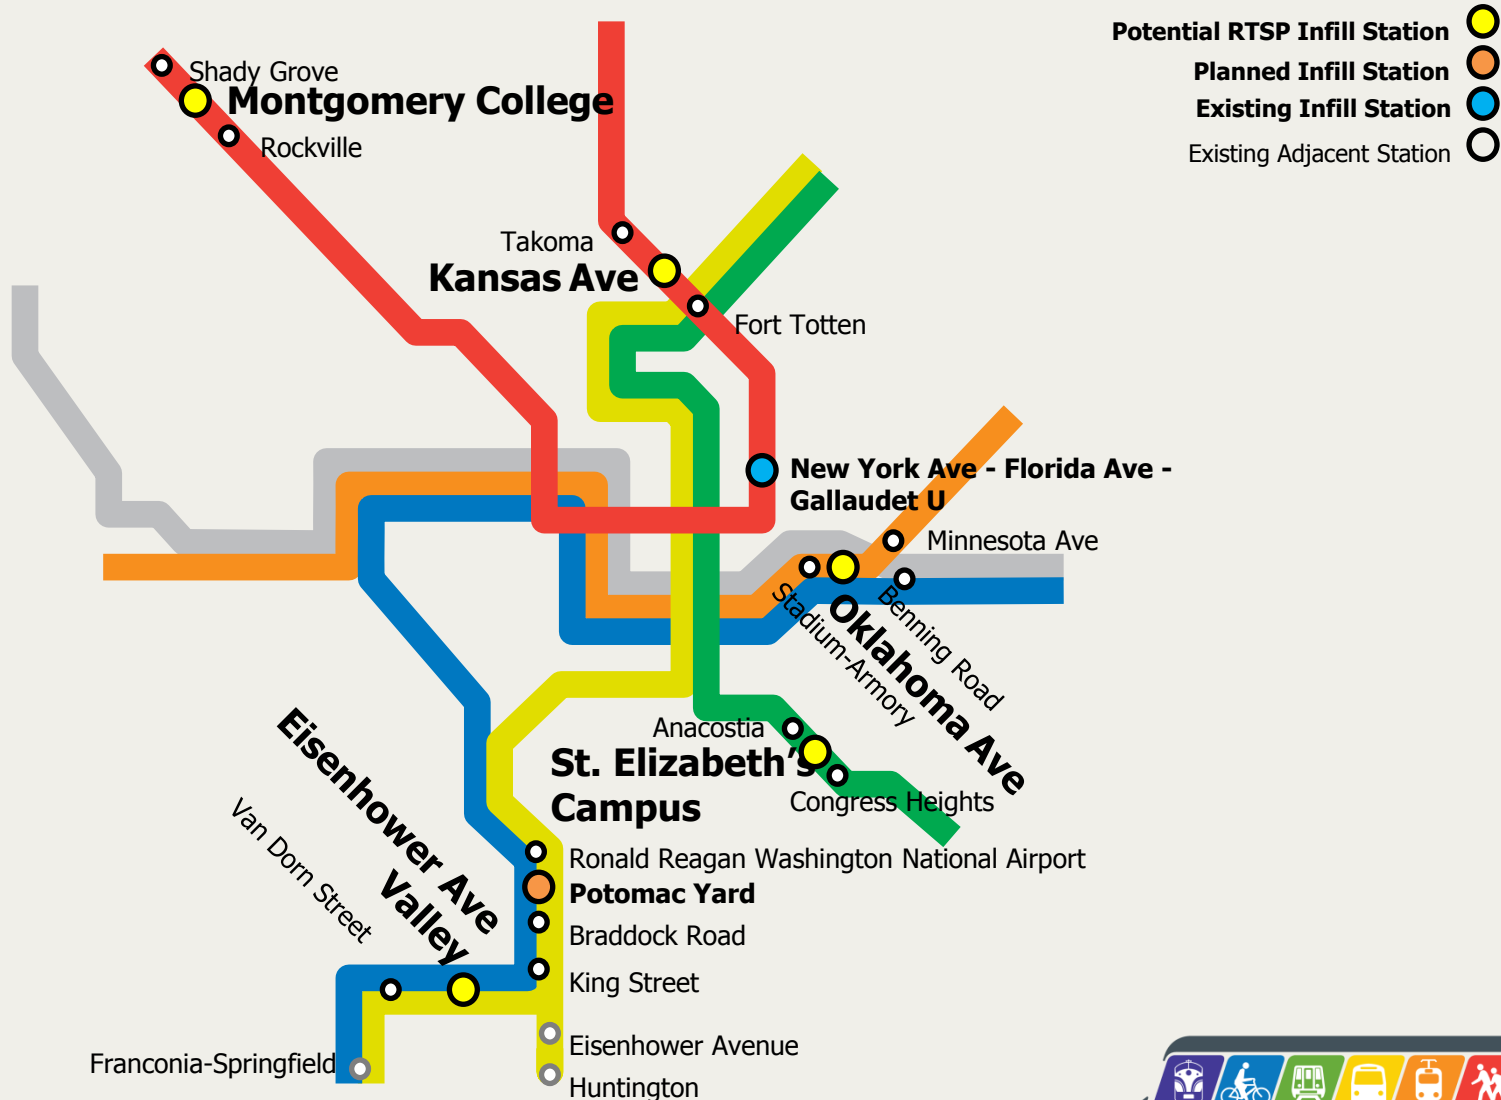 Potential RTSP Infill Station
Planned Infill Station
Existing Infill Station
Existing Adjacent Station
Shady Grove
Montgomery College
Rockville
Takoma
Kansas Ave
Fort Totten
New York Ave - Florida Ave -
Gallaudet U
Minnesota Ave
Benning Road
Stadium-Armory
Oklahoma Ave
Anacostia
St. Elizabeth's
Campus
Congress Heights
Eisenhower Ave
Valley
Van Dorn Street
Ronald Reagan Washington National Airport
Potomac Yard
Braddock Road
King Street
Eisenhower Avenue
Franconia-Springfield
Huntington